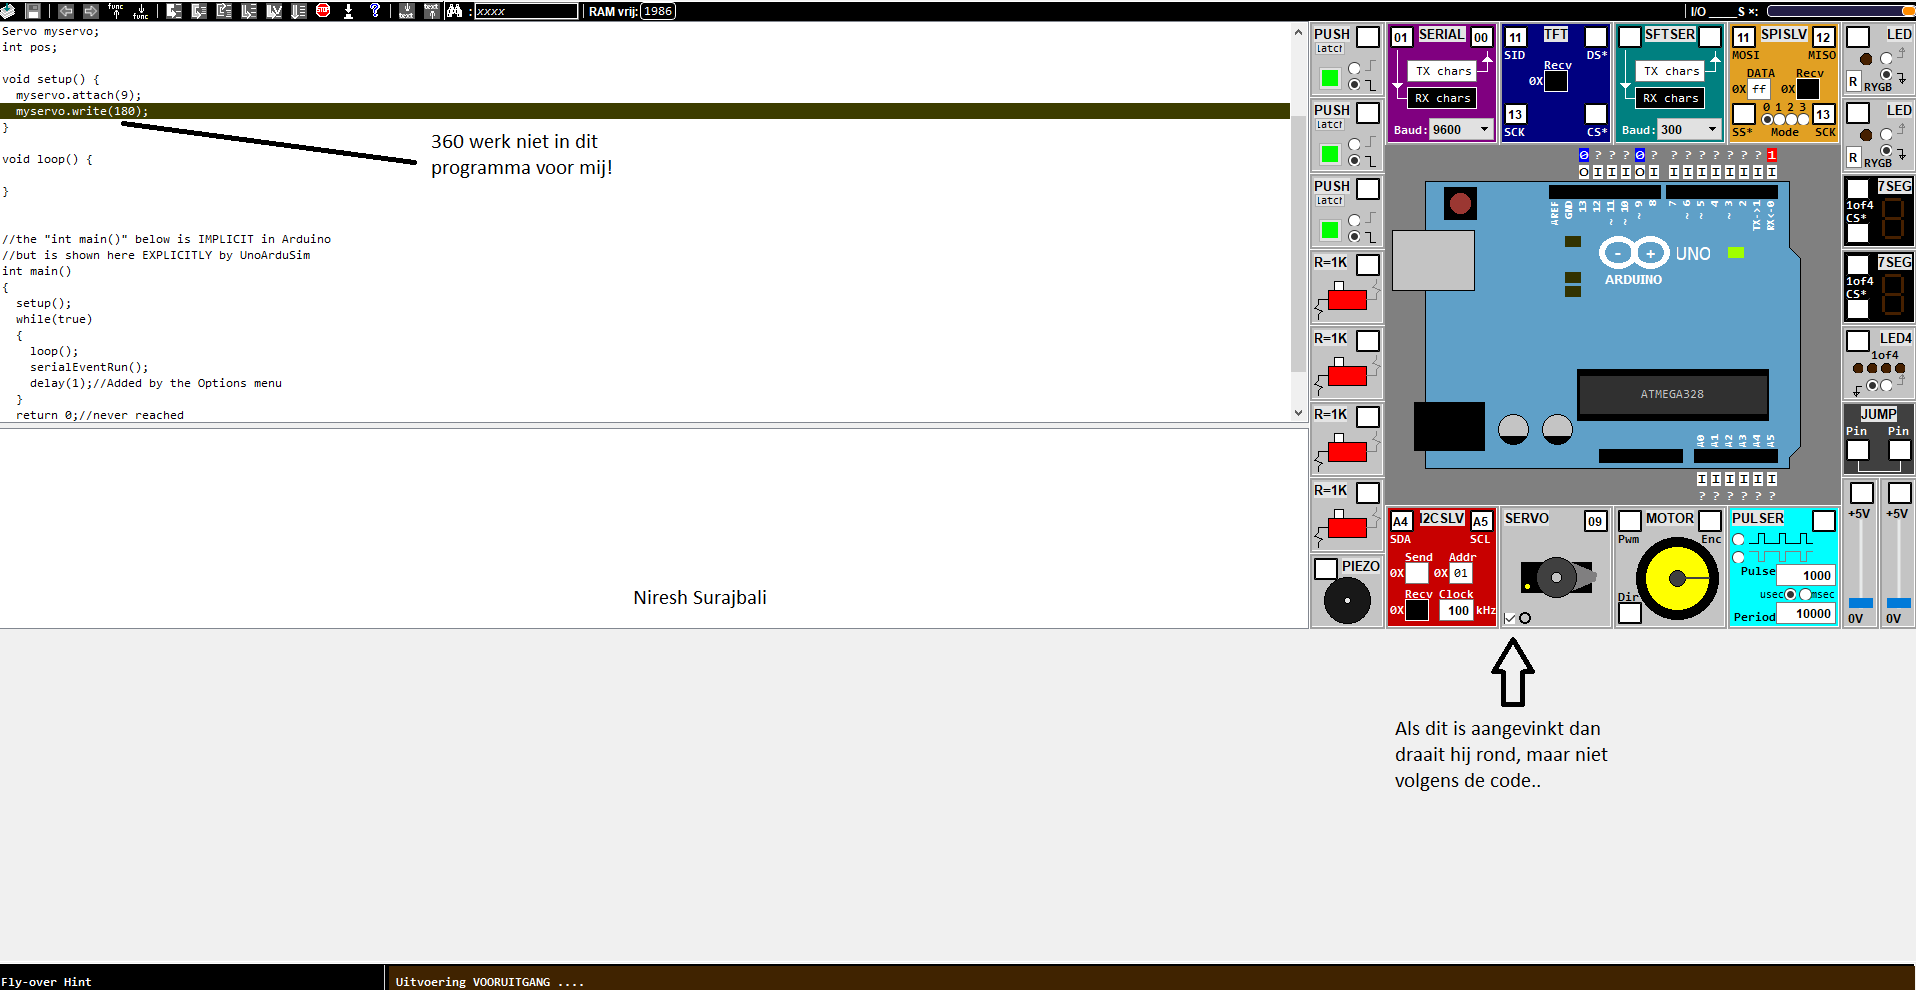 func
func
STOP
?
text
text
: xxxx
RAM vrij: 1986
I/O ____S ×:
Servo myservo;
int pos;
void setup() {
myservo.attach(9);
myservo.write(180);
}
void loop() {
}
//the "int main()" below is IMPLICIT in Arduino
//but is shown here EXPLICITLY by UnoArduSim
int main()
{
setup();
while(true)
{
loop();
serialEventRun();
delay(1);//Added by the Options menu
}
return 0;//never reached
360 werk niet in dit
programma voor mij!
Niresh Surajbali
PUSH
latch
PUSH
latch
PUSH
latch
R=1K
R=1K
R=1K
R=1K
PIEZO
01 SERIAL 00
TX chars
RX chars
Baud: 9600
11 TFT
SID DS*
Recv
0X
13
SCK CS*
SFTSER
TX chars
RX chars
Baud: 300
11 SPISLV 12
MOSI MISO
DATA Recv
0X ff 0X
0 1 2 3
13
SS* Mode SCK
LED
R RYGB
LED
R RYGB
7SEG
1of4
CS*
7SEG
1of4
CS*
LED4
1of4
JUMP
Pin Pin
+5V +5V
0V 0V
0 ? ? ? 0 ? ? ? ? ? ? ? ? 1
O I I I O I I I I I I I I I
AREF
GND
13
12
~11
~10
~9
8
7
~6
~5
4
~3
2
TX->1
RX<-0
- + UNO
ARDUINO
ATMEGA328
A0
A1
A2
A3
A4
A5
I I I I I I
? ? ? ? ? ?
A4 I2CSLV A5
SDA SCL
Send Addr
0X 0X 01
Recv Clock
0X 100 kHz
SERVO 09
MOTOR
Pwm Enc
Dir
PULSER
Pulse 1000
usec msec
Period 10000
Als dit is aangevinkt dan
draait hij rond, maar niet
volgens de code..
Fly-over Hint
Uitvoering VOORUITGANG ....